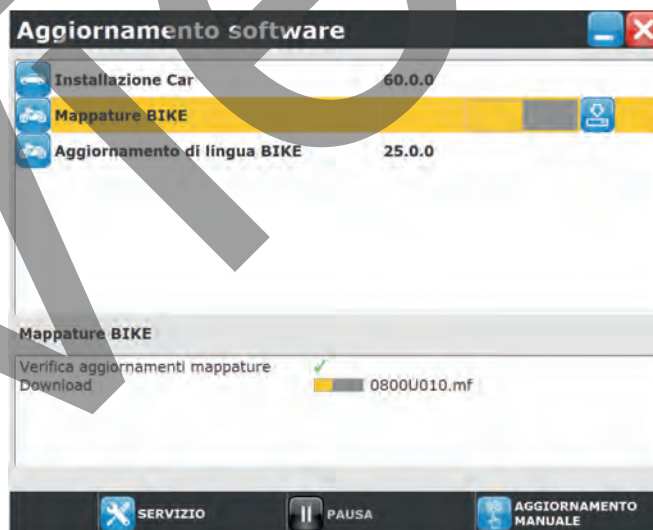 Aggiornamento software
Installazione Car 60.0.0
Mappature BIKE
Aggiornamento di lingua BIKE 25.0.0
Mappature BIKE
Verifica aggiornamenti mappature
Download 0800U010.mf
SERVIZIO PAUSA AGGIORNAMENTO
MANUALE